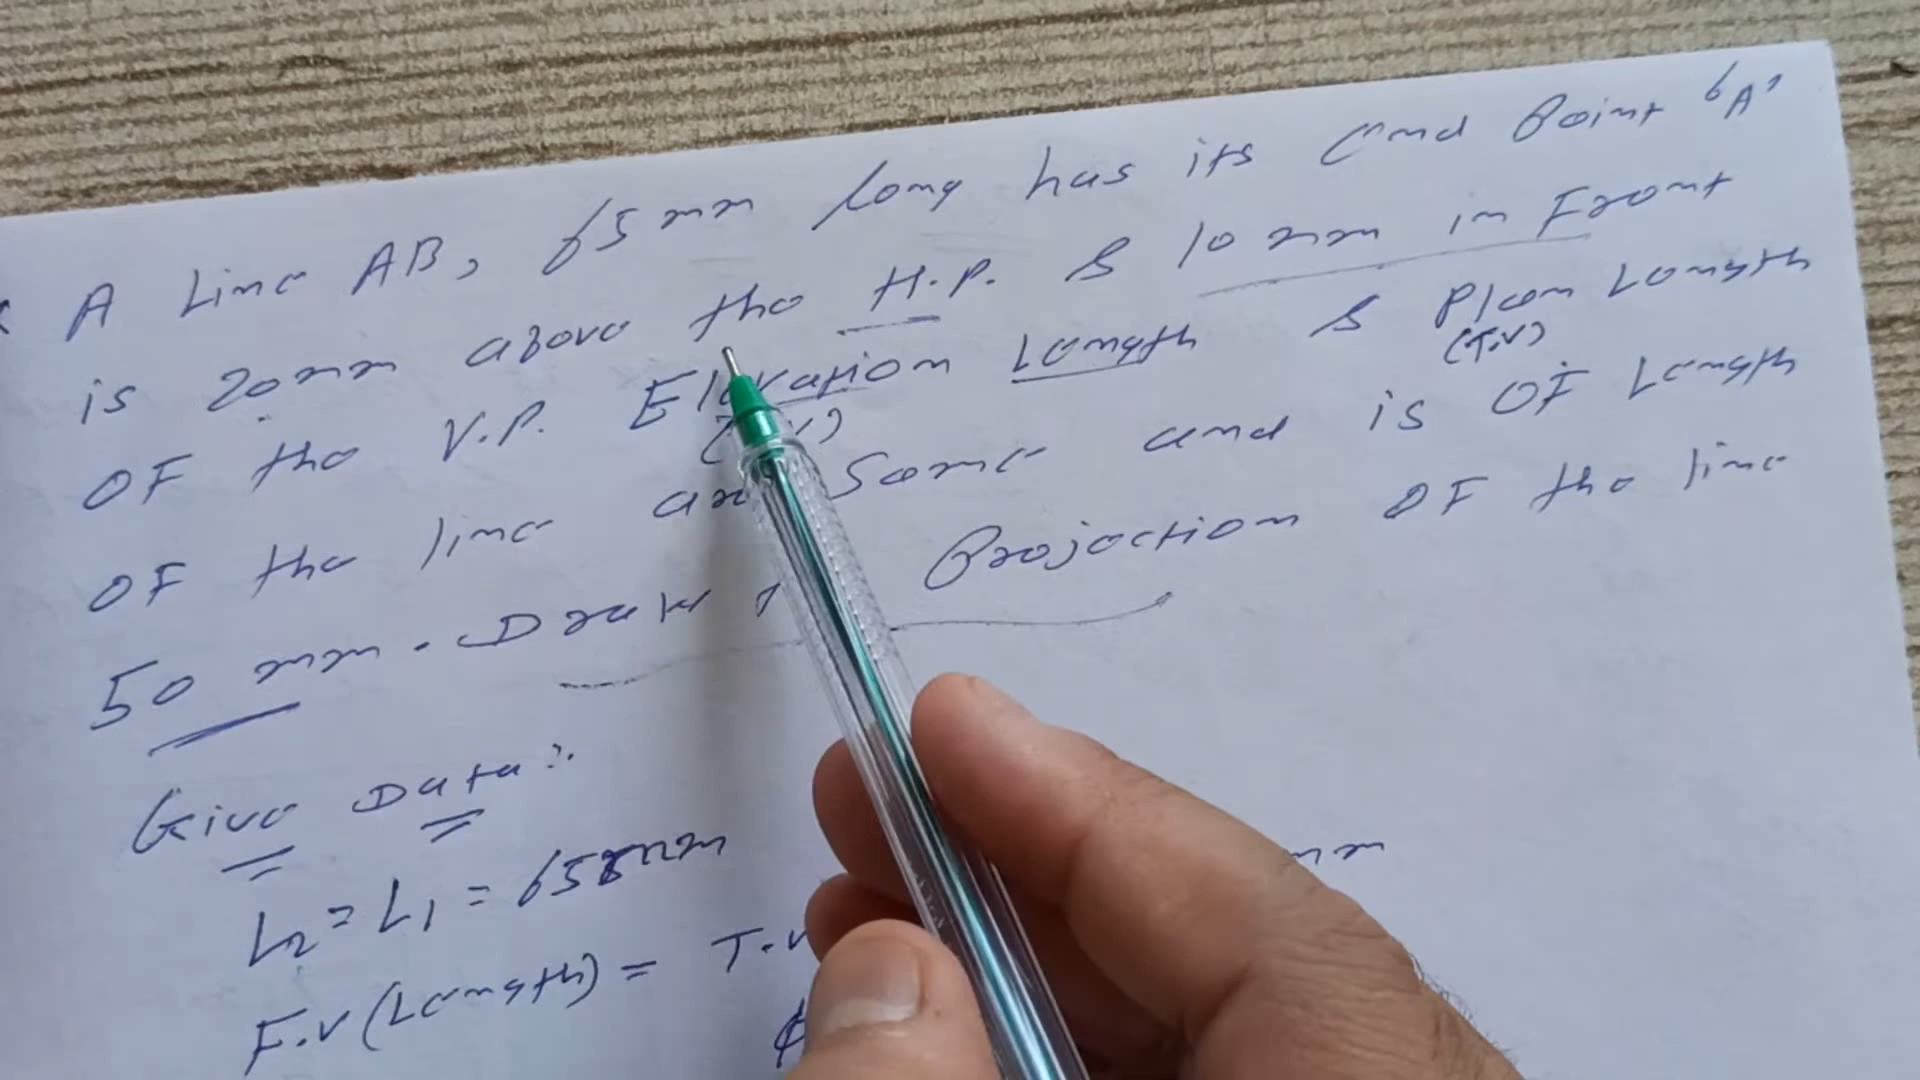 A Line AB, 65mm long has its end Point 'A'
is 20mm above the H.P. & 10mm in Front
OF the V.P. Elevation Length & Plan Length
(T.V)
OF the line are Same and is OF Length
50 mm. Draw Projection OF the line
Give Data:-
L2 = L1 = 65mm mm
F.V (Length) = T.V